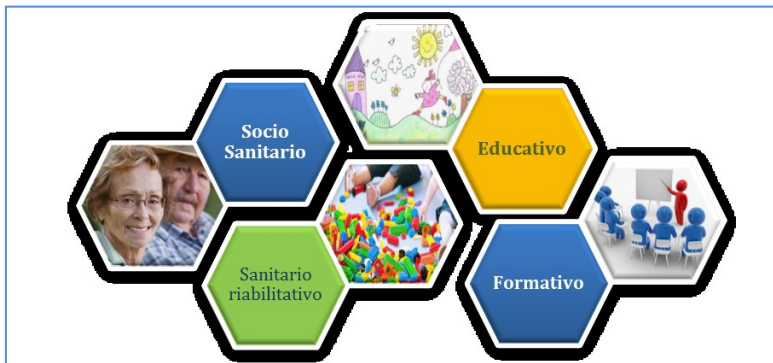 Socio
Sanitario
Educativo
Sanitario
riabilitativo
Formativo